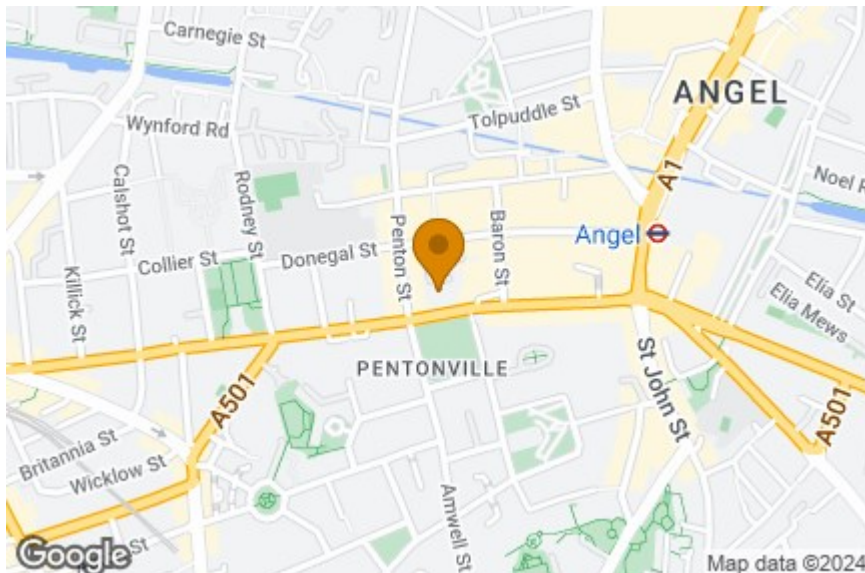 Carnegie St
ANGEL
Tolpuddle St
Wynford Rd
A1
Noel R
Calshot St
Rodney St
Penton St
Baron St
Angel
Donegal St
Collier St
Killick St
Elia St
Elia Mews
PENTONVILLE
St John St
A501
A501
Britannia St
Wicklow St
Amwell St
St
Google
Map data ©2024